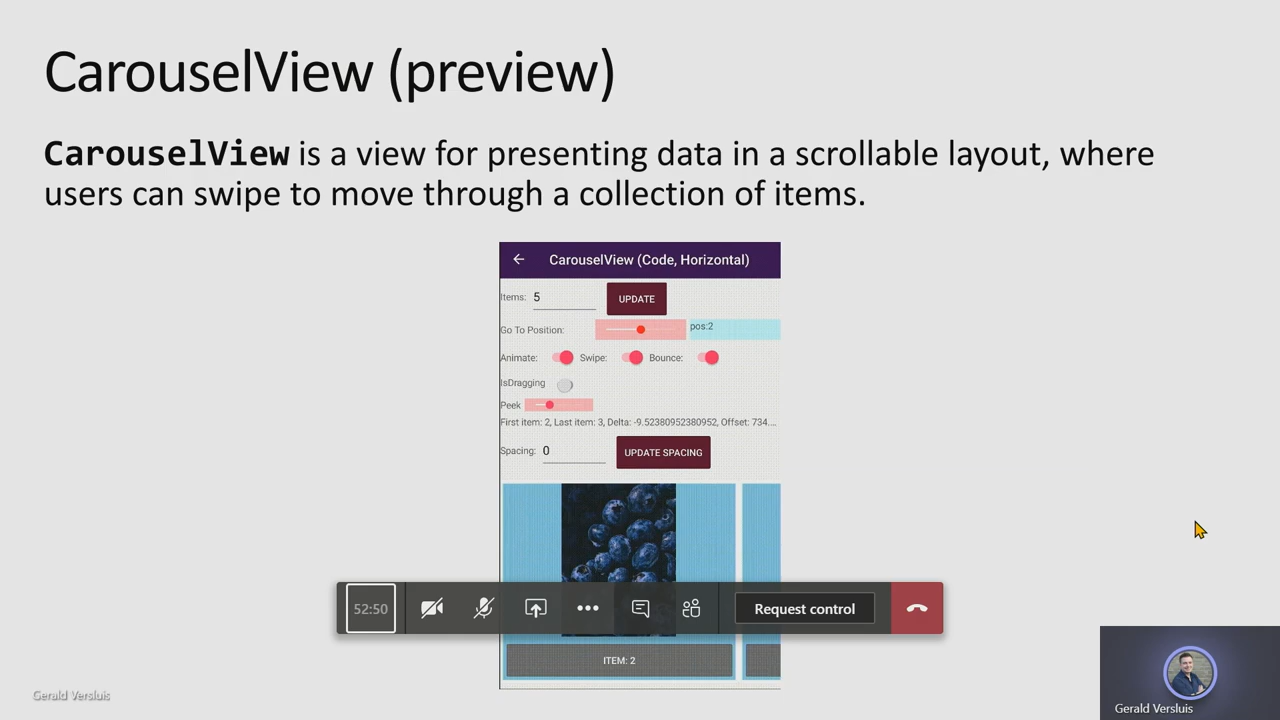 CarouselView (preview)
CarouselView is a view for presenting data in a scrollable layout, where
users can swipe to move through a collection of items.
CarouselView (Code, Horizontal)
Items: 5 UPDATE
Go To Position: pos:2
Animate: Swipe: Bounce:
IsDragging
Peek
First item: 2, Last item: 3, Delta: -9.52380952380952, Offset: 734....
Spacing: 0 UPDATE SPACING
52:50 Request control
ITEM: 2
Gerald Versluis
Gerald Versluis